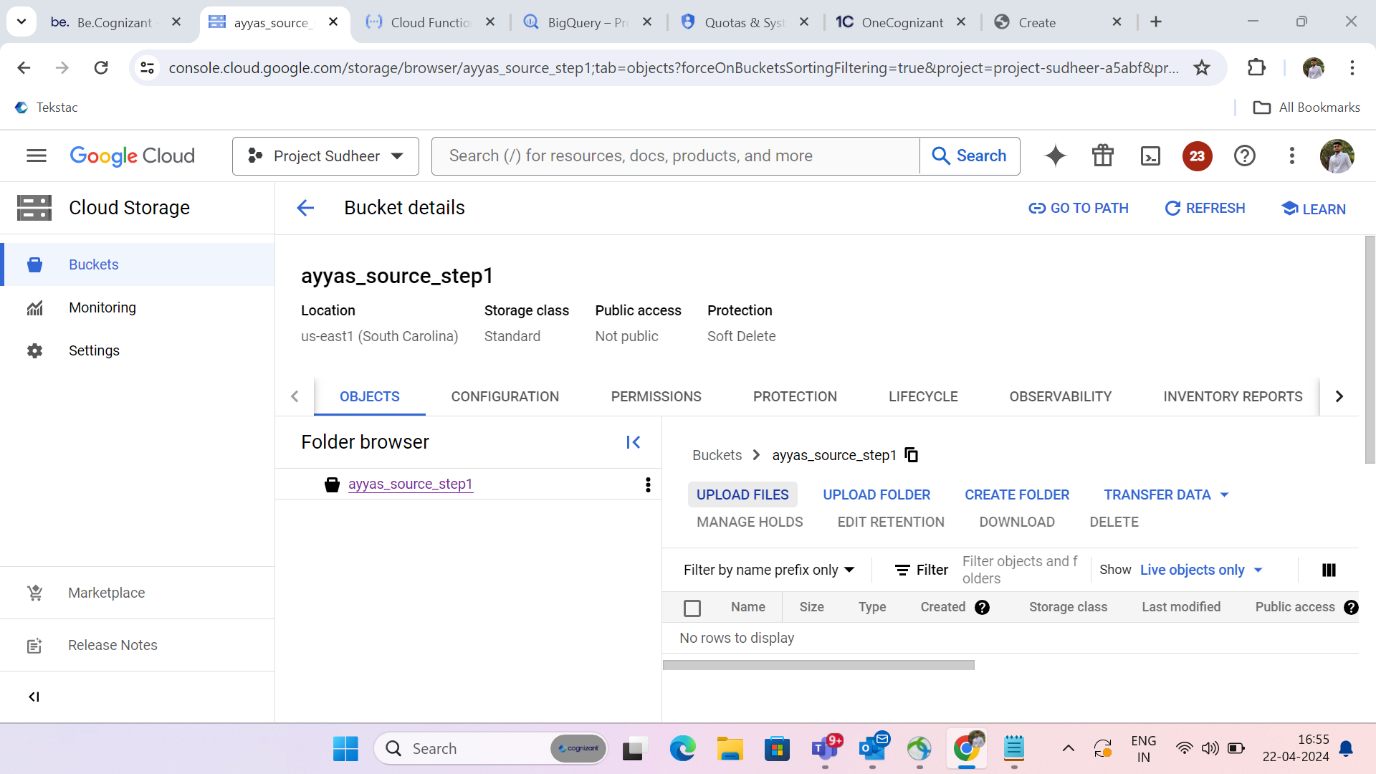 be. Be.Cognizant
ayyas_source_
Cloud Functio
BigQuery – Pr
Quotas & Syst
1C OneCognizant
Create
console.cloud.google.com/storage/browser/ayyas_source_step1;tab=objects?forceOnBucketsSortingFiltering=true&project=project-sudheer-a5abf&pr...
Tekstac
All Bookmarks
Google Cloud
Project Sudheer
Search (/) for resources, docs, products, and more
Search
23
Cloud Storage
Bucket details
GO TO PATH
REFRESH
LEARN
Buckets
Monitoring
Settings
Marketplace
Release Notes
ayyas_source_step1
Location Storage class Public access Protection
us-east1 (South Carolina) Standard Not public Soft Delete
OBJECTS CONFIGURATION PERMISSIONS PROTECTION LIFECYCLE OBSERVABILITY INVENTORY REPORTS
Folder browser
ayyas_source_step1
Buckets > ayyas_source_step1
UPLOAD FILES UPLOAD FOLDER CREATE FOLDER TRANSFER DATA
MANAGE HOLDS EDIT RETENTION DOWNLOAD DELETE
Filter by name prefix only Filter Filter objects and f
olders
Show Live objects only
Name Size Type Created Storage class Last modified Public access
No rows to display
Search
cognizant
9+
ENG
IN
16:55
22-04-2024